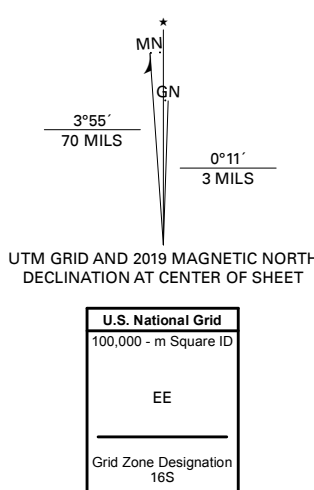 ★
MN
GN
3°55´
70 MILS
0°11´
3 MILS
UTM GRID AND 2019 MAGNETIC NORTH
DECLINATION AT CENTER OF SHEET
U.S. National Grid
100,000 - m Square ID
EE
Grid Zone Designation
16S